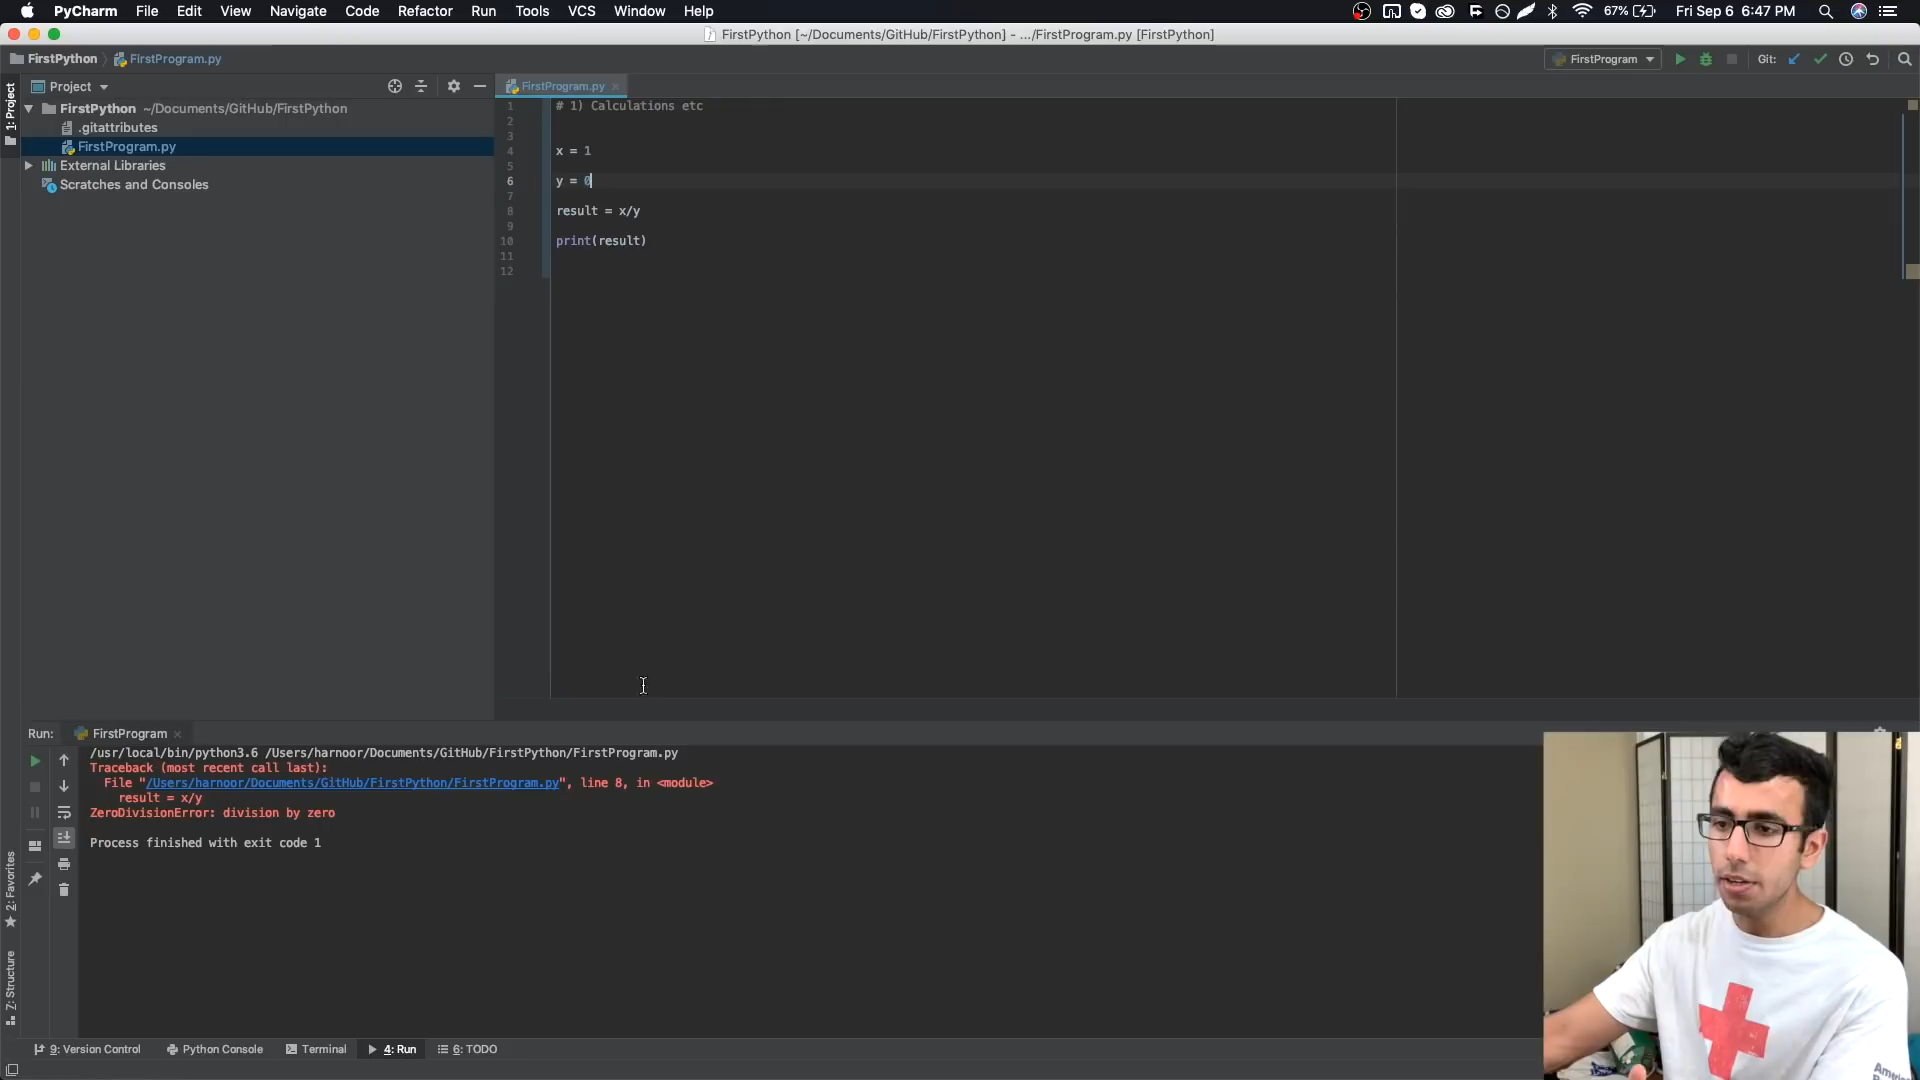 PyCharm File Edit View Navigate Code Refactor Run Tools VCS Window Help 67% Fri Sep 6 6:47 PM
FirstPython [~/Documents/GitHub/FirstPython] - .../FirstProgram.py [FirstPython]
FirstPython FirstProgram.py FirstProgram Git:
1: Project
Project
FirstPython ~/Documents/GitHub/FirstPython
.gitattributes
FirstProgram.py
External Libraries
Scratches and Consoles
FirstProgram.py
1 # 1) Calculations etc
2
3
4 x = 1
5
6 y = 0
7
8 result = x/y
9
10 print(result)
11
12
Run: FirstProgram
/usr/local/bin/python3.6 /Users/harnoor/Documents/GitHub/FirstPython/FirstProgram.py
Traceback (most recent call last):
File "/Users/harnoor/Documents/GitHub/FirstPython/FirstProgram.py", line 8, in <module>
result = x/y
ZeroDivisionError: division by zero
Process finished with exit code 1
2: Favorites
Z: Structure
9: Version Control Python Console Terminal 4: Run 6: TODO